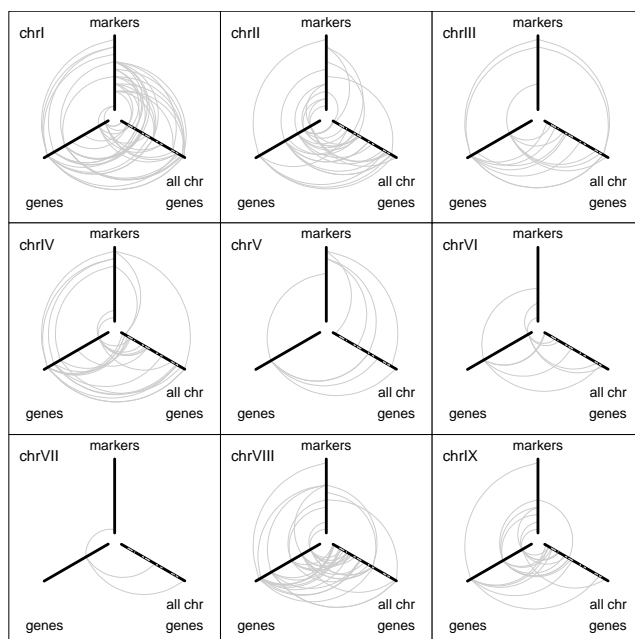 markers markers markers
chrI chrII chrIII
all chr all chr all chr
genes genes genes genes genes genes
markers markers markers
chrIV chrV chrVI
all chr all chr all chr
genes genes genes genes genes genes
markers markers markers
chrVII chrVIII chrIX
all chr all chr all chr
genes genes genes genes genes genes